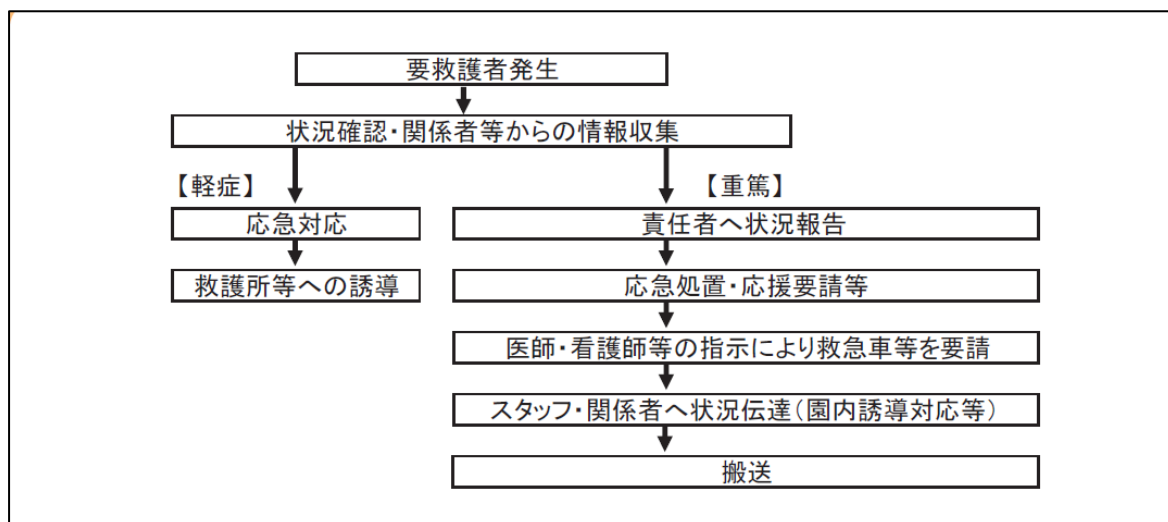 要救護者発生
状況確認・関係者等からの情報収集
【軽症】
応急対応
救護所等への誘導
【重篤】
責任者へ状況報告
応急処置・応援要請等
医師・看護師等の指示により救急車等を要請
スタッフ・関係者へ状況伝達(園内誘導対応等)
搬送